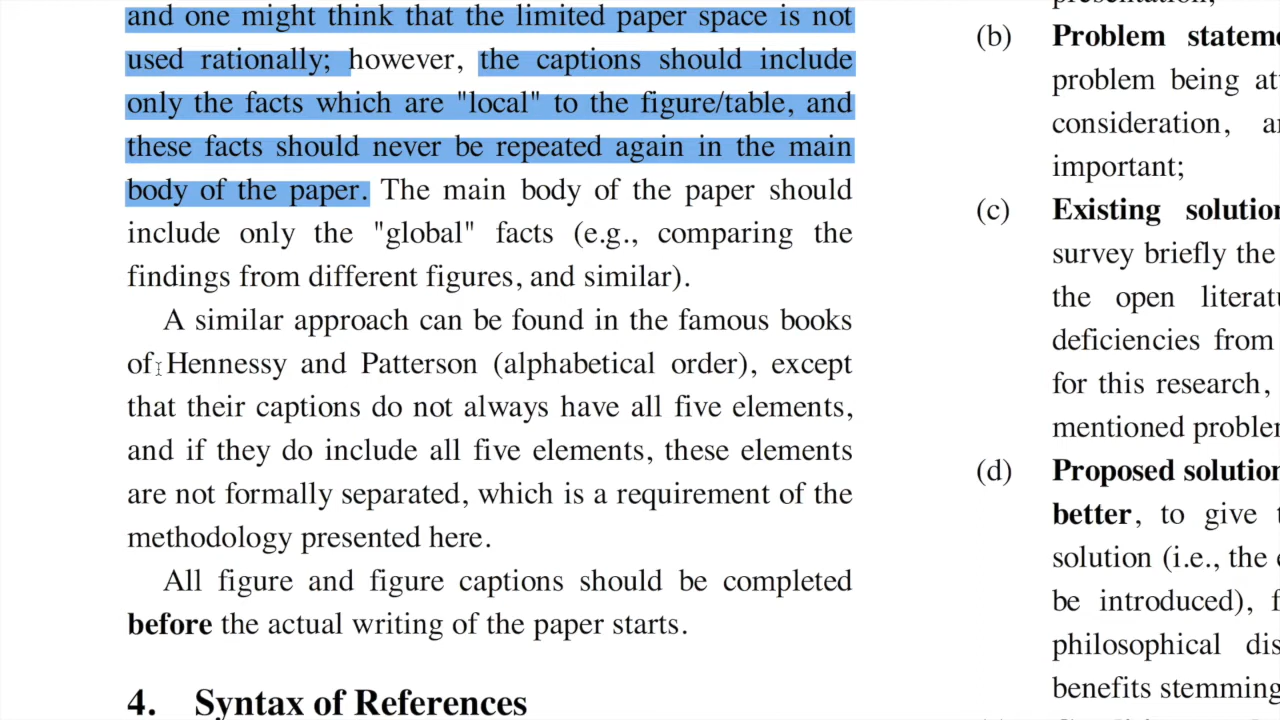 and one might think that the limited paper space is not
used rationally; however, the captions should include
only the facts which are "local" to the figure/table, and
these facts should never be repeated again in the main
body of the paper. The main body of the paper should
include only the "global" facts (e.g., comparing the
findings from different figures, and similar).
A similar approach can be found in the famous books
of Hennessy and Patterson (alphabetical order), except
that their captions do not always have all five elements,
and if they do include all five elements, these elements
are not formally separated, which is a requirement of the
methodology presented here.
All figure and figure captions should be completed
before the actual writing of the paper starts.
4. Syntax of References
(b) Problem
problem being
consideration,
important;
(c) Existing
survey briefly the
the open
deficiencies from
for this research,
mentioned
(d) Proposed
better, to give
solution (i.e., the
be introduced),
philosophical
benefits stemming